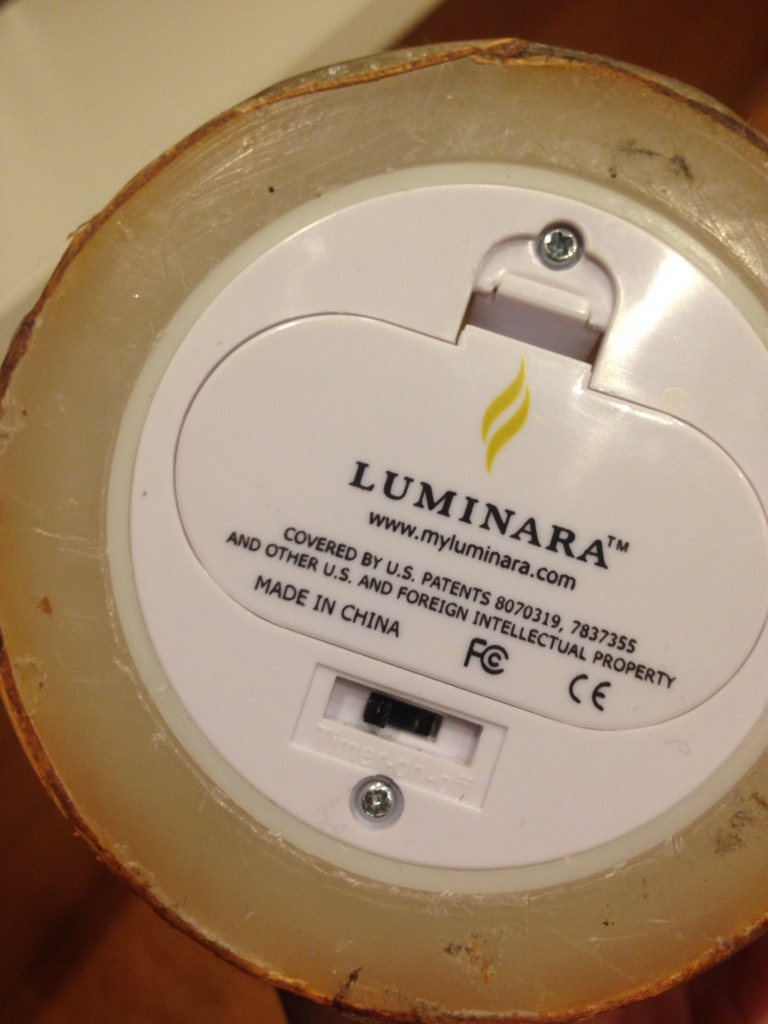 LUMINARA™
www.myluminara.com
COVERED BY U.S. PATENTS 8070319, 7837355
AND OTHER U.S. AND FOREIGN INTELLECTUAL PROPERTY
MADE IN CHINA
FC CE
Timer-on-off